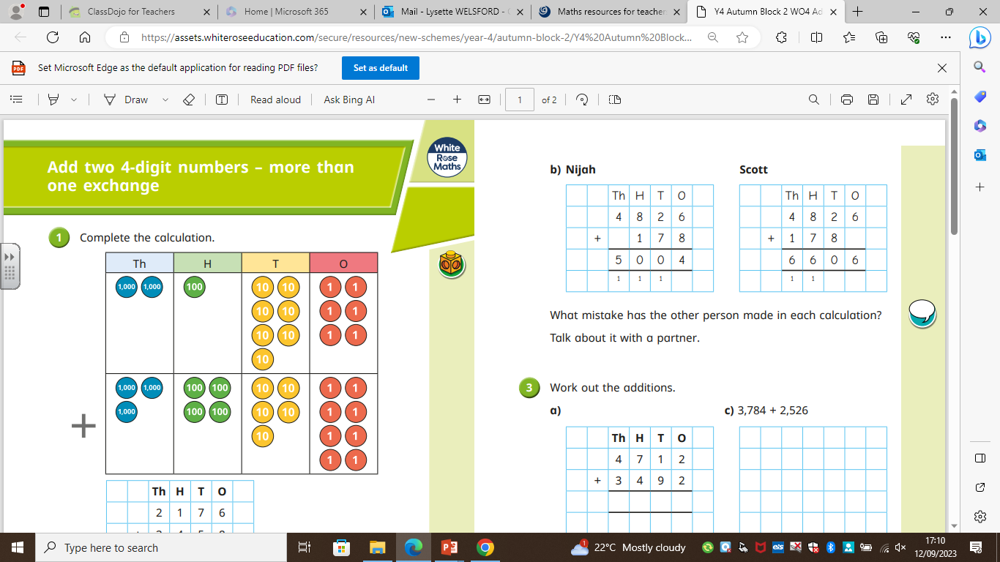 ClassDojo for Teachers
Home | Microsoft 365
Mail - Lysette WELSFORD -
Maths resources for teacher
Y4 Autumn Block 2 WO4 Ad
https://assets.whiteroseeducation.com/secure/resources/new-schemes/year-4/autumn-block-2/Y4%20Autumn%20Block...
Set Microsoft Edge as the default application for reading PDF files?
Set as default
Draw
Read aloud
Ask Bing AI
1
of 2
Add two 4-digit numbers – more than
one exchange
White
Rose
Maths
1 Complete the calculation.
Th H T O
1,000 1,000 100 10 10 1 1
10 10 1 1
10 10 1 1
10
1,000 1,000 100 100 10 10 1 1
1,000 100 100 10 10 1 1
+ 10 1 1
1 1
Th H T O
2 1 7 6
b) Nijah
Th H T O
4 8 2 6
+ 1 7 8
5 0 0 4
1 1 1
Scott
Th H T O
4 8 2 6
+ 1 7 8
6 6 0 6
1 1
What mistake has the other person made in each calculation?
Talk about it with a partner.
3 Work out the additions.
a)
Th H T O
4 7 1 2
+ 3 4 9 2
c) 3,784 + 2,526
Type here to search
22°C Mostly cloudy
17:10
12/09/2023